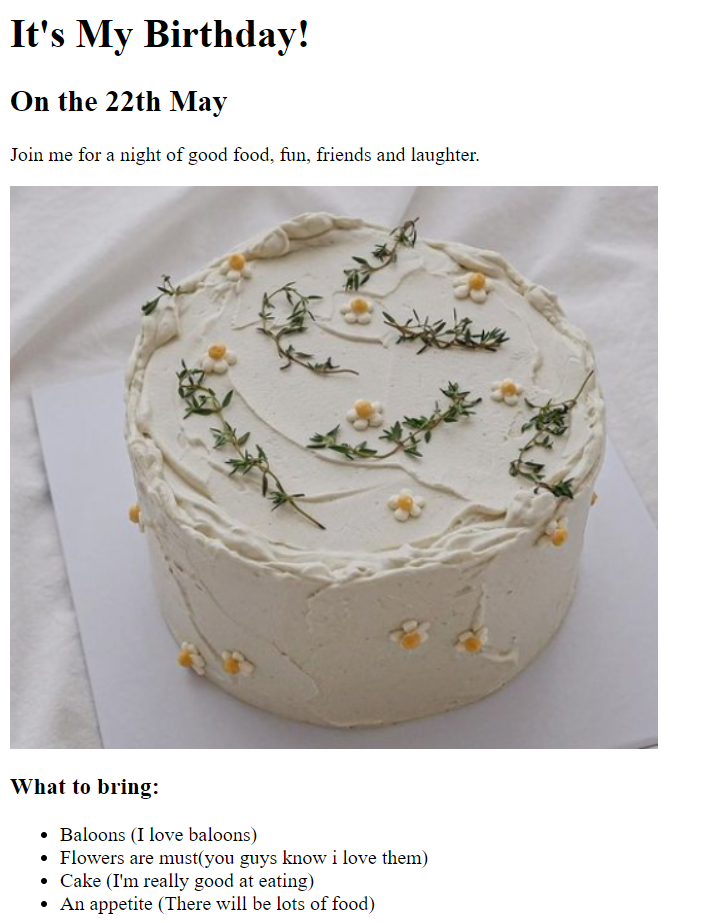 It's My Birthday!
On the 22th May
Join me for a night of good food, fun, friends and laughter.
What to bring:
• Baloons (I love baloons)
• Flowers are must(you guys know i love them)
• Cake (I'm really good at eating)
• An appetite (There will be lots of food)